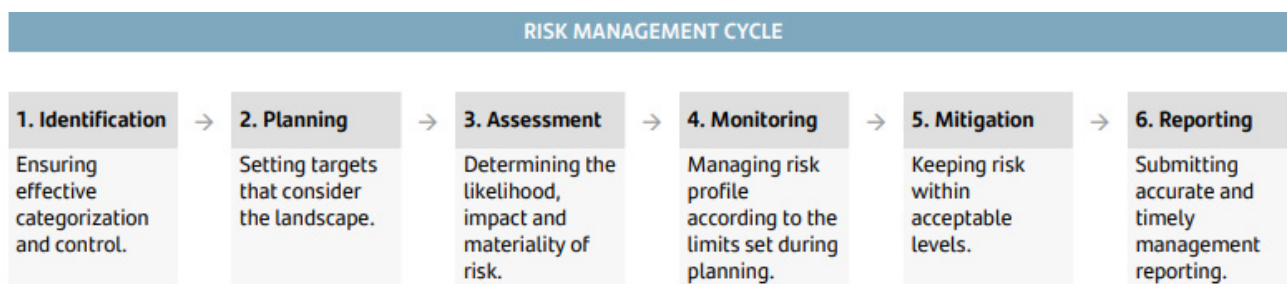 RISK MANAGEMENT CYCLE
1. Identification
Ensuring
effective
categorization
and control.
→
2. Planning
Setting targets
that consider
the landscape.
→
3. Assessment
Determining the
likelihood,
impact and
materiality of
risk.
→
4. Monitoring
Managing risk
profile
according to the
limits set during
planning.
→
5. Mitigation
Keeping risk
within
acceptable
levels.
→
6. Reporting
Submitting
accurate and
timely
management
reporting.